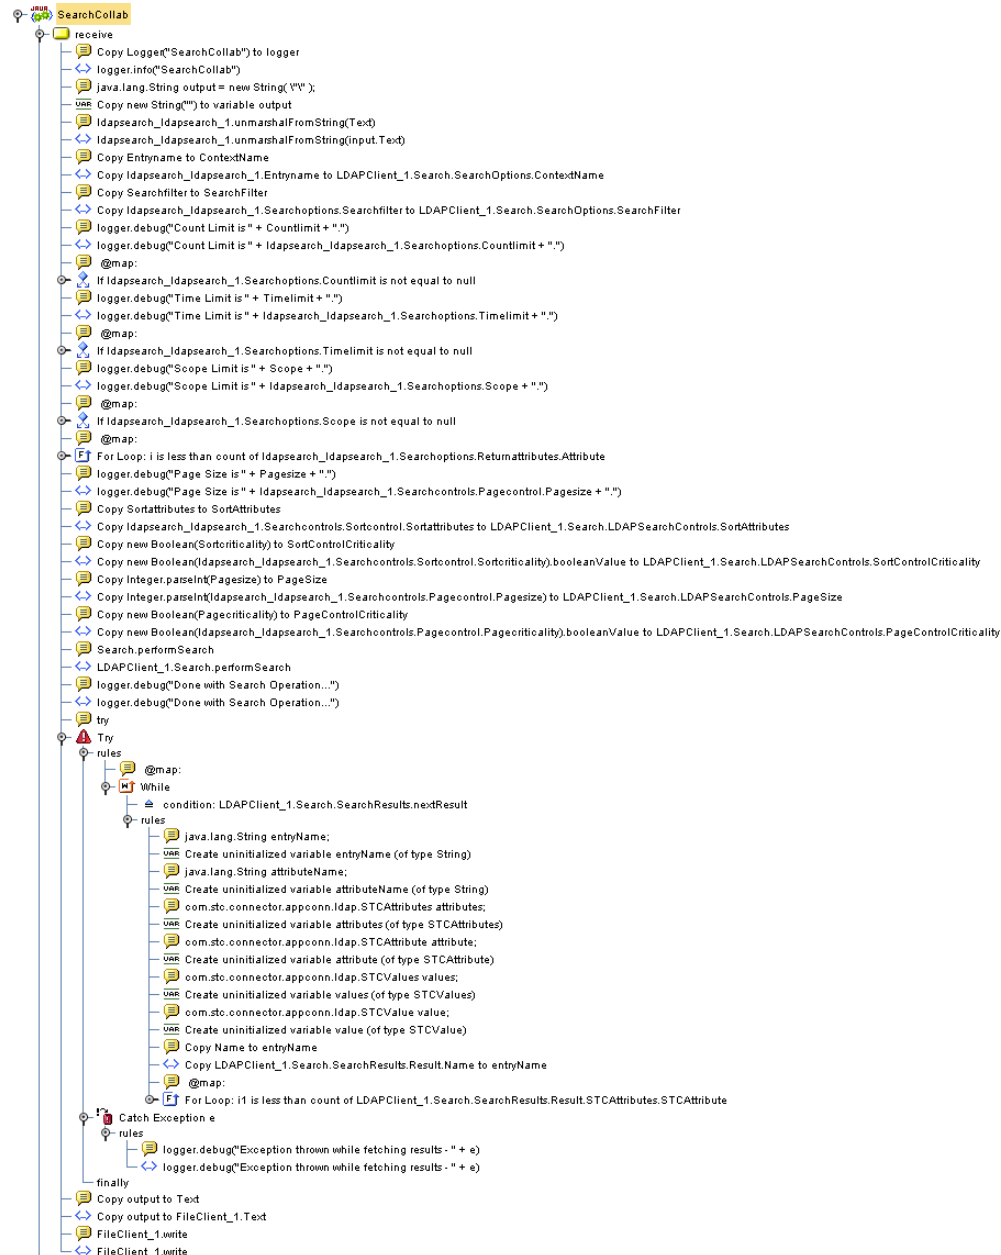 SearchCollab
receive
Copy Logger("SearchCollab") to logger
logger.info("SearchCollab")
java.lang.String output = new String( \"\" );
Copy new String("") to variable output
ldapsearch_ldapsearch_1.unmarshalFromString(Text)
ldapsearch_ldapsearch_1.unmarshalFromString(input.Text)
Copy Entryname to ContextName
Copy ldapsearch_ldapsearch_1.Entryname to LDAPClient_1.Search.SearchOptions.ContextName
Copy Searchfilter to SearchFilter
Copy ldapsearch_ldapsearch_1.Searchoptions.Searchfilter to LDAPClient_1.Search.SearchOptions.SearchFilter
logger.debug("Count Limit is " + Countlimit + ".")
logger.debug("Count Limit is " + ldapsearch_ldapsearch_1.Searchoptions.Countlimit + ".")
@map:
If ldapsearch_ldapsearch_1.Searchoptions.Countlimit is not equal to null
logger.debug("Time Limit is " + Timelimit + ".")
logger.debug("Time Limit is " + ldapsearch_ldapsearch_1.Searchoptions.Timelimit + ".")
@map:
If ldapsearch_ldapsearch_1.Searchoptions.Timelimit is not equal to null
logger.debug("Scope Limit is " + Scope + ".")
logger.debug("Scope Limit is " + ldapsearch_ldapsearch_1.Searchoptions.Scope + ".")
@map:
If ldapsearch_ldapsearch_1.Searchoptions.Scope is not equal to null
@map:
For Loop: i is less than count of ldapsearch_ldapsearch_1.Searchoptions.Returnattributes.Attribute
logger.debug("Page Size is " + Pagesize + ".")
logger.debug("Page Size is " + ldapsearch_ldapsearch_1.Searchcontrols.Pagecontrol.Pagesize + ".")
Copy Sortattributes to SortAttributes
Copy ldapsearch_ldapsearch_1.Searchcontrols.Sortcontrol.Sortattributes to LDAPClient_1.Search.LDAPSearchControls.SortAttributes
Copy new Boolean(Sortcriticality) to SortControlCriticality
Copy new Boolean(ldapsearch_ldapsearch_1.Searchcontrols.Sortcontrol.Sortcriticality).booleanValue to LDAPClient_1.Search.LDAPSearchControls.SortControlCriticality
Copy Integer.parseInt(Pagesize) to PageSize
Copy Integer.parseInt(ldapsearch_ldapsearch_1.Searchcontrols.Pagecontrol.Pagesize) to LDAPClient_1.Search.LDAPSearchControls.PageSize
Copy new Boolean(Pagecriticality) to PageControlCriticality
Copy new Boolean(ldapsearch_ldapsearch_1.Searchcontrols.Pagecontrol.Pagecriticality).booleanValue to LDAPClient_1.Search.LDAPSearchControls.PageControlCriticality
Search.performSearch
LDAPClient_1.Search.performSearch
logger.debug("Done with Search Operation...")
logger.debug("Done with Search Operation...")
try
Try
rules
@map:
While
condition: LDAPClient_1.Search.SearchResults.nextResult
rules
java.lang.String entryName;
Create uninitialized variable entryName (of type String)
java.lang.String attributeName;
Create uninitialized variable attributeName (of type String)
com.stc.connector.appconn.ldap.STCAttributes attributes;
Create uninitialized variable attributes (of type STCAttributes)
com.stc.connector.appconn.ldap.STCAttribute attribute;
Create uninitialized variable attribute (of type STCAttribute)
com.stc.connector.appconn.ldap.STCValues values;
Create uninitialized variable values (of type STCValues)
com.stc.connector.appconn.ldap.STCValue value;
Create uninitialized variable value (of type STCValue)
Copy Name to entryName
Copy LDAPClient_1.Search.SearchResults.Result.Name to entryName
@map:
For Loop: i1 is less than count of LDAPClient_1.Search.SearchResults.Result.STCAttributes.STCAttribute
Catch Exception e
rules
logger.debug("Exception thrown while fetching results - " + e)
logger.debug("Exception thrown while fetching results - " + e)
finally
Copy output to Text
Copy output to FileClient_1.Text
FileClient_1.write
FileClient_1.write